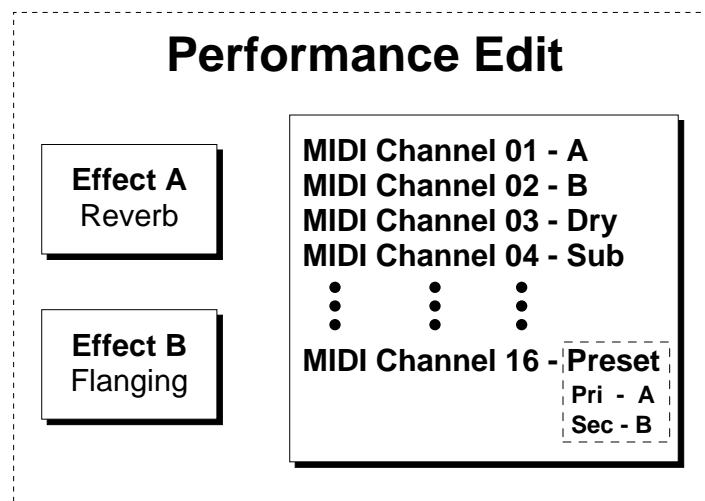 Performance Edit
Effect A
Reverb
Effect B
Flanging
MIDI Channel 01 - A
MIDI Channel 02 - B
MIDI Channel 03 - Dry
MIDI Channel 04 - Sub
MIDI Channel 16 - Preset
Pri - A
Sec - B